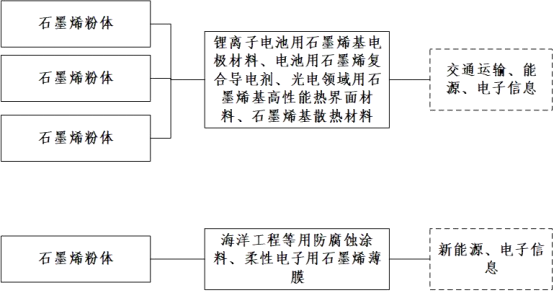 石墨烯粉体
石墨烯粉体
石墨烯粉体
锂离子电池用石墨烯基电
极材料、电池用石墨烯复
合导电剂、光电领域用石
墨烯基高性能热界面材
料、石墨烯基散热材料
交通运输、能
源、电子信息
石墨烯粉体
海洋工程等用防腐蚀涂
料、柔性电子用石墨烯薄
膜
新能源、电子信
息